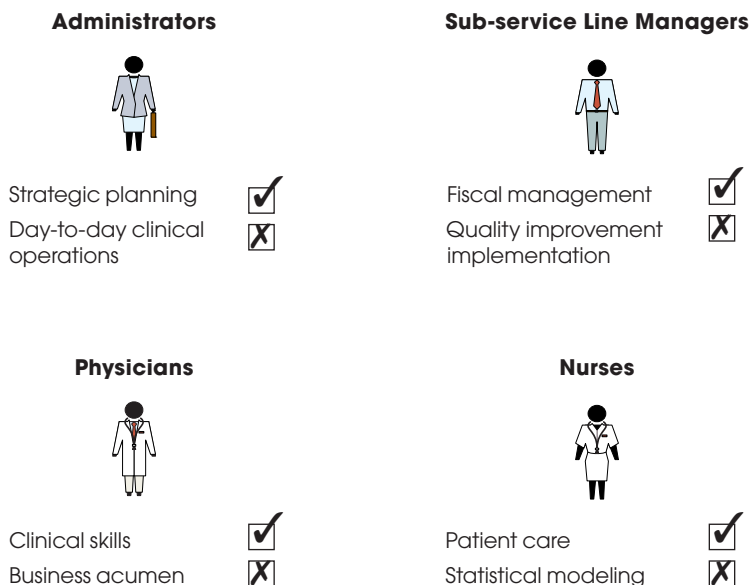 Administrators
Strategic planning
Day-to-day clinical
operations
Sub-service Line Managers
Fiscal management
Quality improvement
implementation
Physicians
Clinical skills
Business acumen
Nurses
Patient care
Statistical modeling